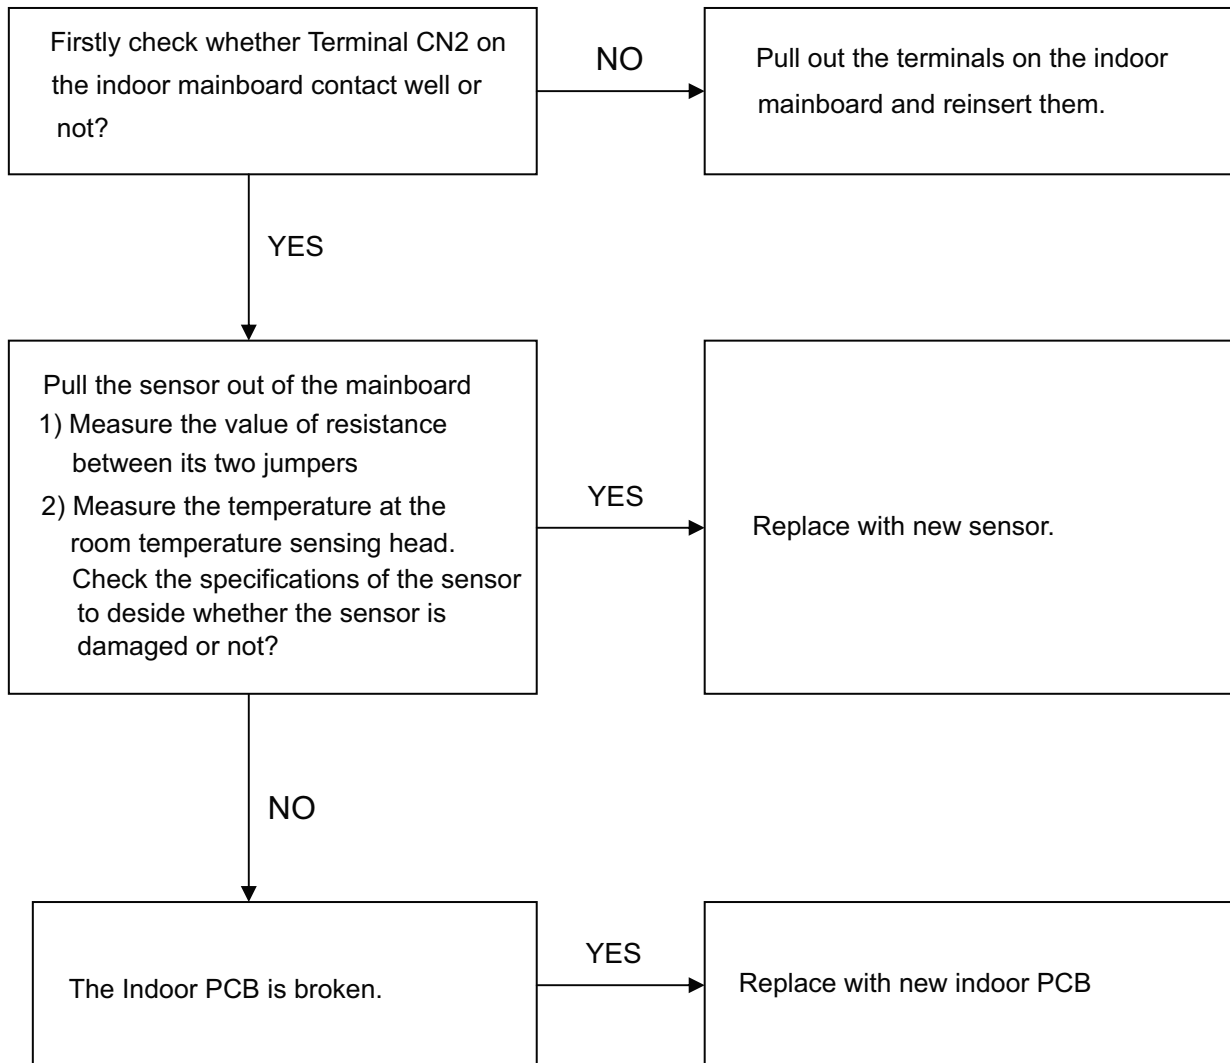 Firstly check whether Terminal CN2 on
the indoor mainboard contact well or
not?
NO
Pull out the terminals on the indoor
mainboard and reinsert them.
YES
Pull the sensor out of the mainboard
1) Measure the value of resistance
between its two jumpers
2) Measure the temperature at the
room temperature sensing head.
Check the specifications of the sensor
to deside whether the sensor is
damaged or not?
YES
Replace with new sensor.
NO
The Indoor PCB is broken.
YES
Replace with new indoor PCB